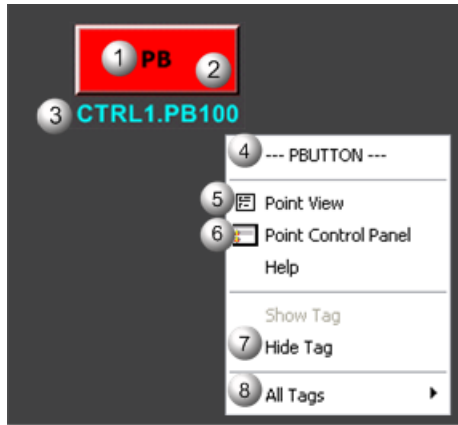 1 PB 2
3 CTRL1.PB100
4 --- PBUTTON ---
5 Point View
6 Point Control Panel
Help
Show Tag
7 Hide Tag
8 All Tags